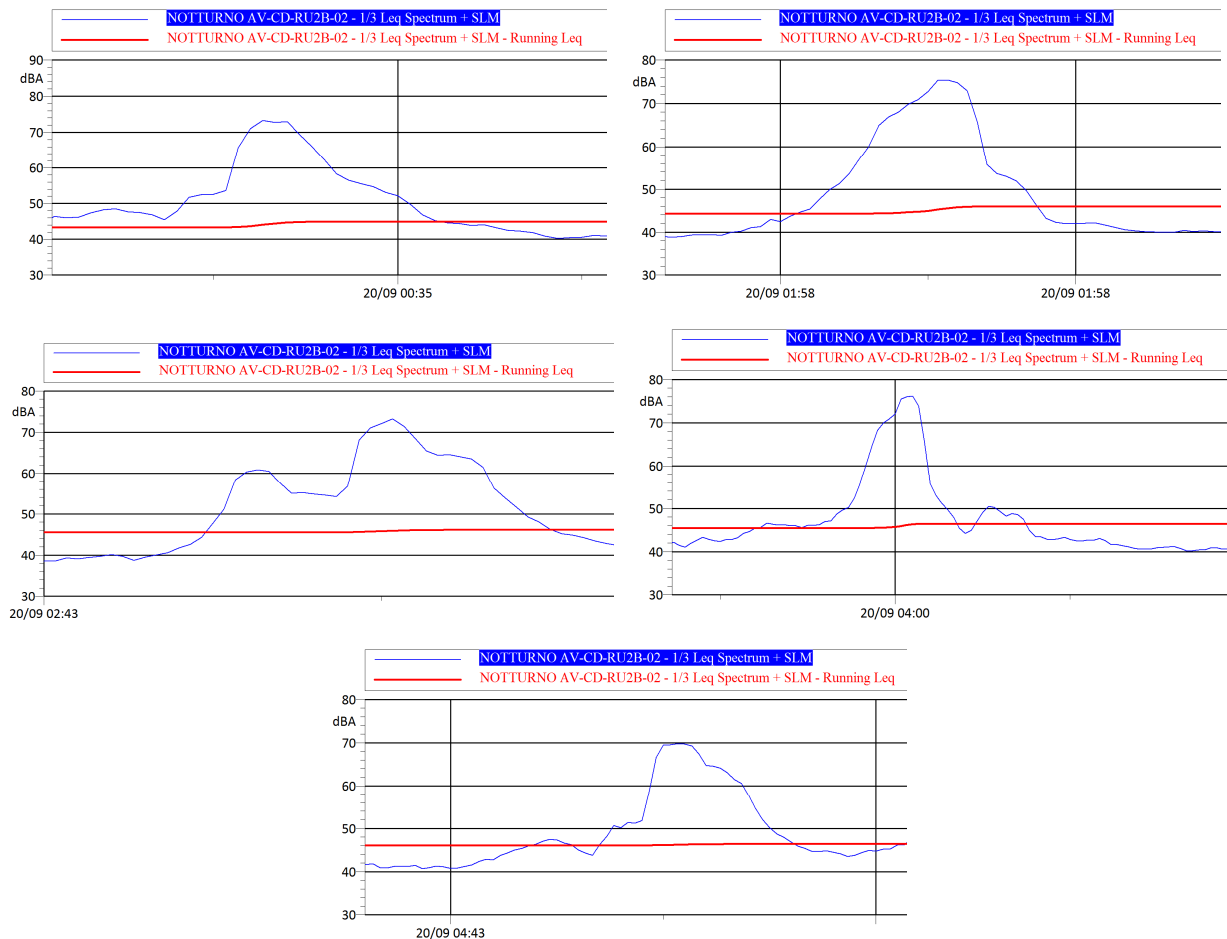 NOTTURNO AV-CD-RU2B-02 - 1/3 Leq Spectrum + SLM
NOTTURNO AV-CD-RU2B-02 - 1/3 Leq Spectrum + SLM - Running Leq
90
dBA
80
70
60
50
40
30
20/09 00:35
NOTTURNO AV-CD-RU2B-02 - 1/3 Leq Spectrum + SLM
NOTTURNO AV-CD-RU2B-02 - 1/3 Leq Spectrum + SLM - Running Leq
80
dBA
70
60
50
40
30
20/09 01:58
20/09 01:58
NOTTURNO AV-CD-RU2B-02 - 1/3 Leq Spectrum + SLM
NOTTURNO AV-CD-RU2B-02 - 1/3 Leq Spectrum + SLM - Running Leq
80
dBA
70
60
50
40
30
20/09 02:43
NOTTURNO AV-CD-RU2B-02 - 1/3 Leq Spectrum + SLM
NOTTURNO AV-CD-RU2B-02 - 1/3 Leq Spectrum + SLM - Running Leq
80
dBA
70
60
50
40
30
20/09 04:00
NOTTURNO AV-CD-RU2B-02 - 1/3 Leq Spectrum + SLM
NOTTURNO AV-CD-RU2B-02 - 1/3 Leq Spectrum + SLM - Running Leq
80
dBA
70
60
50
40
30
20/09 04:43